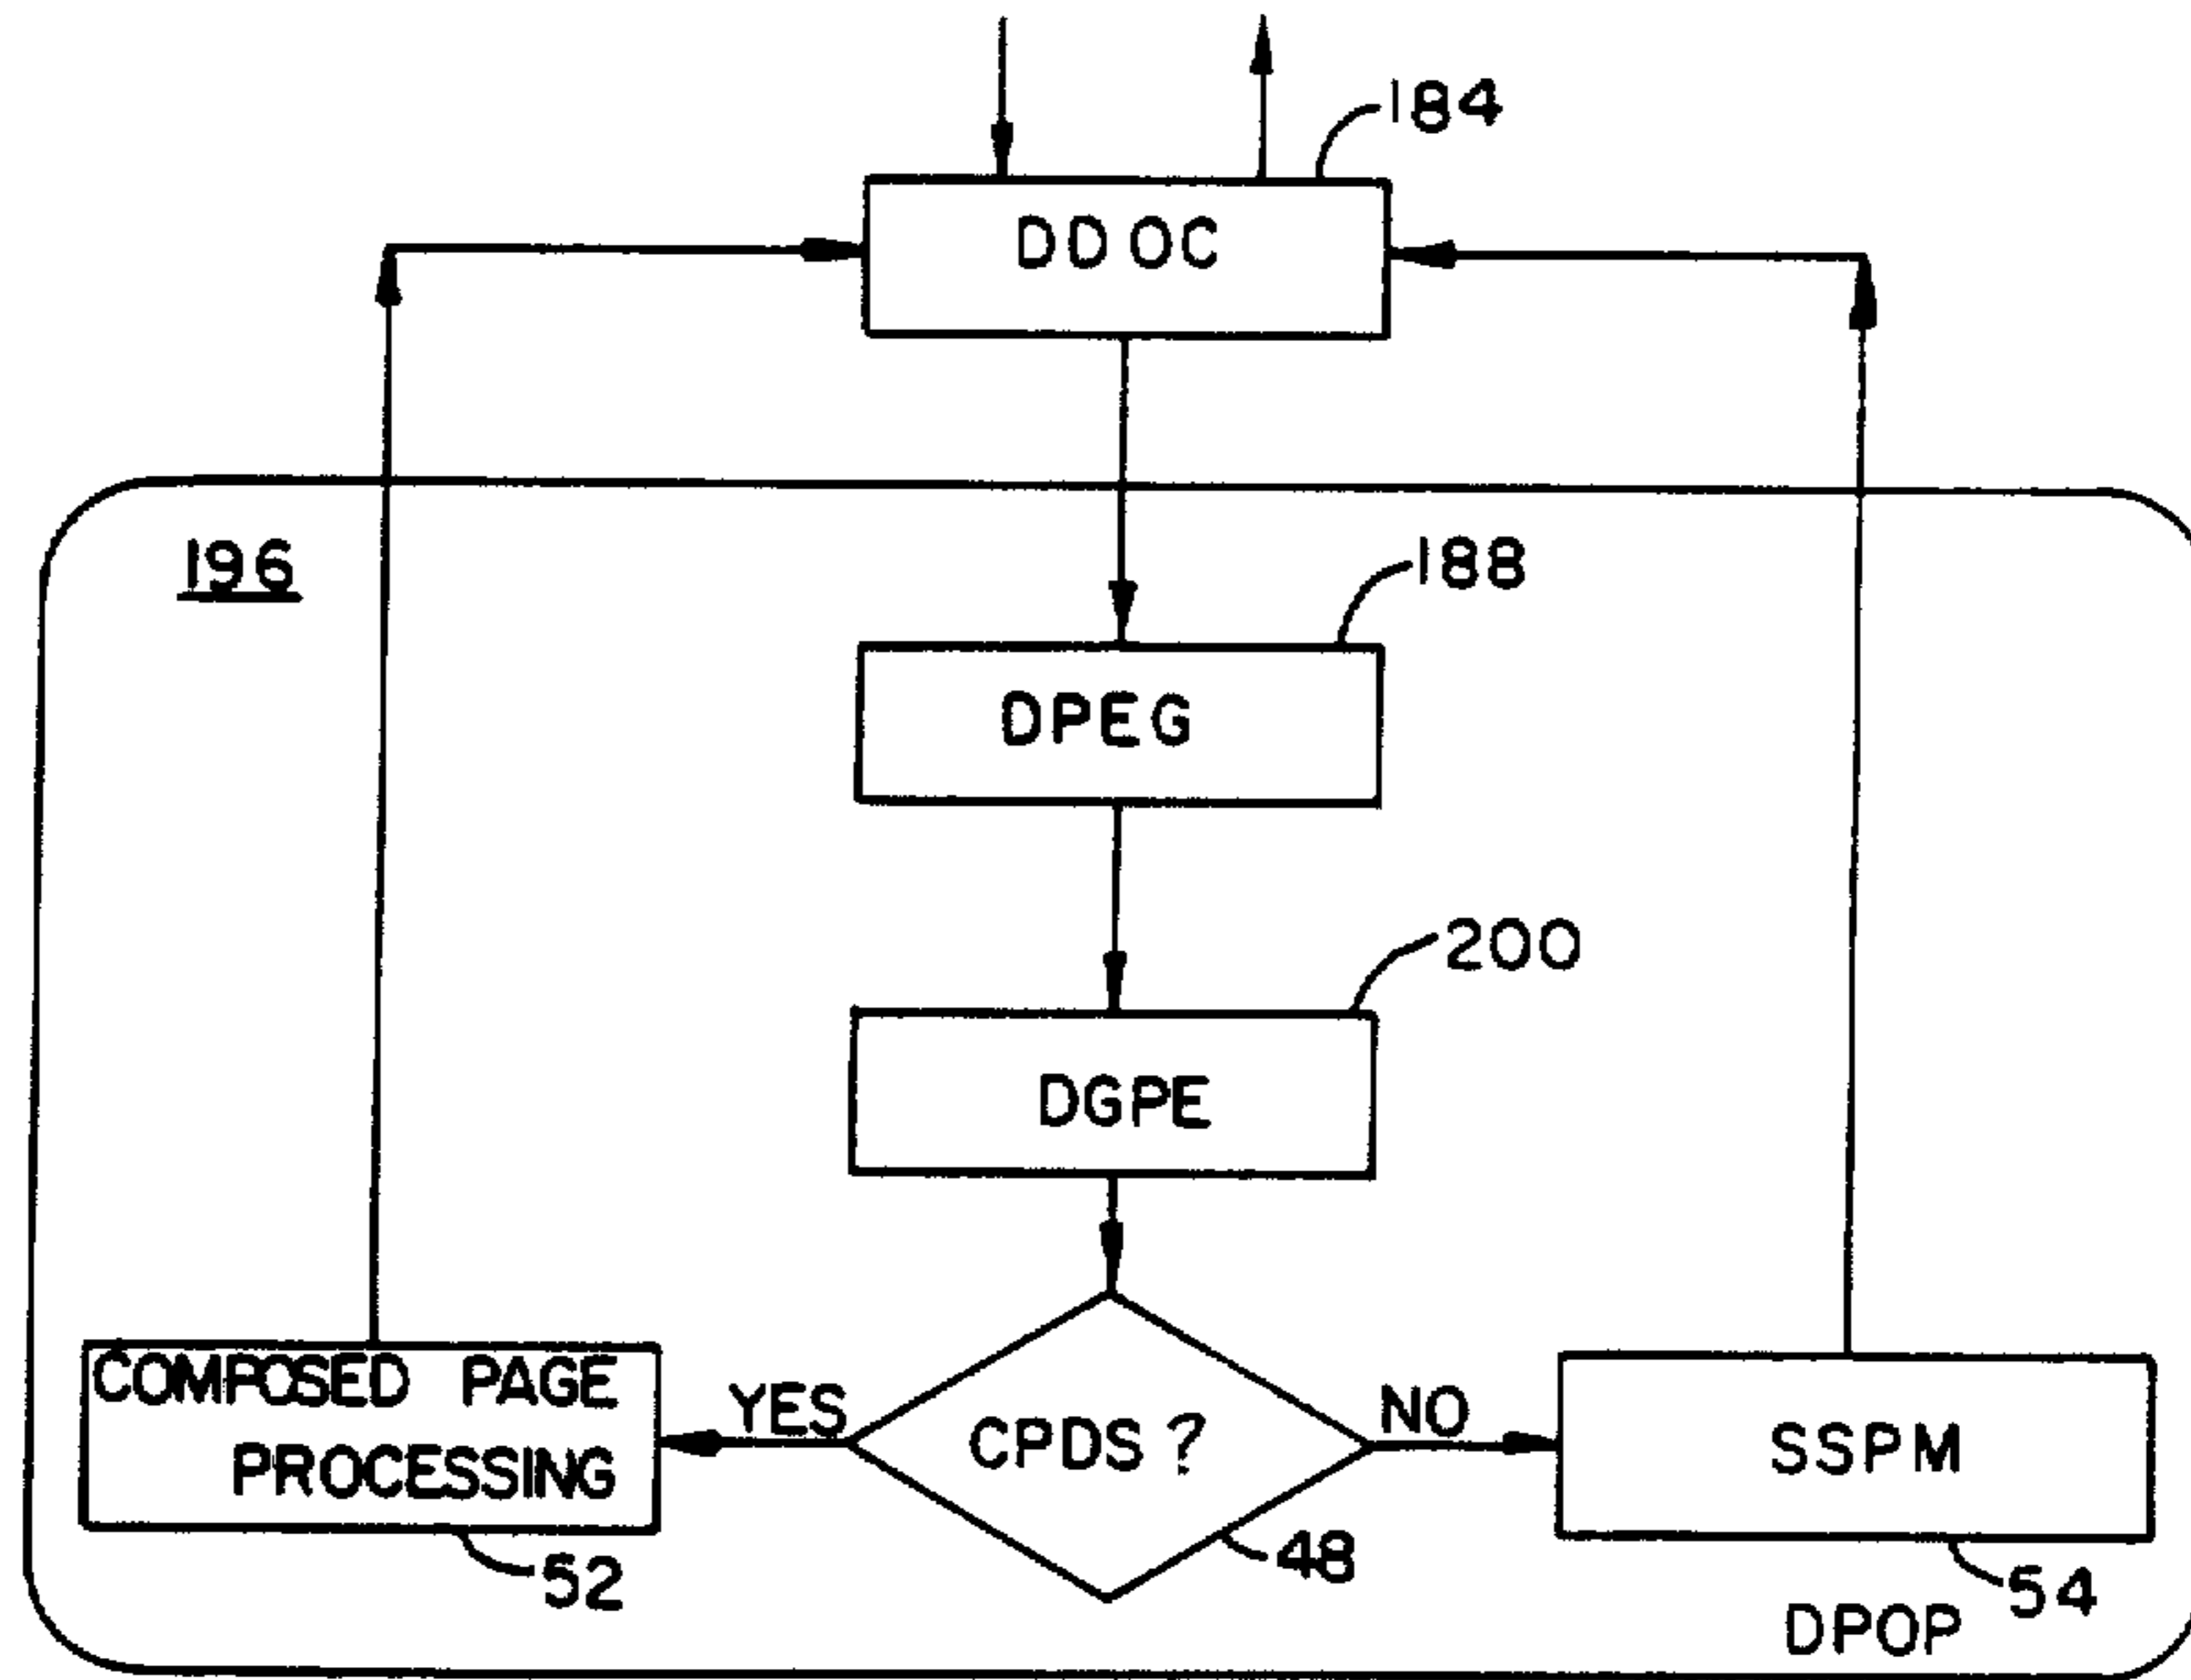 184
DDOC
196
188
DPEG
200
DGPE
COMPOSED PAGE
PROCESSING
YES
CPDS ?
NO
SSPM
52
48
54
DPOP